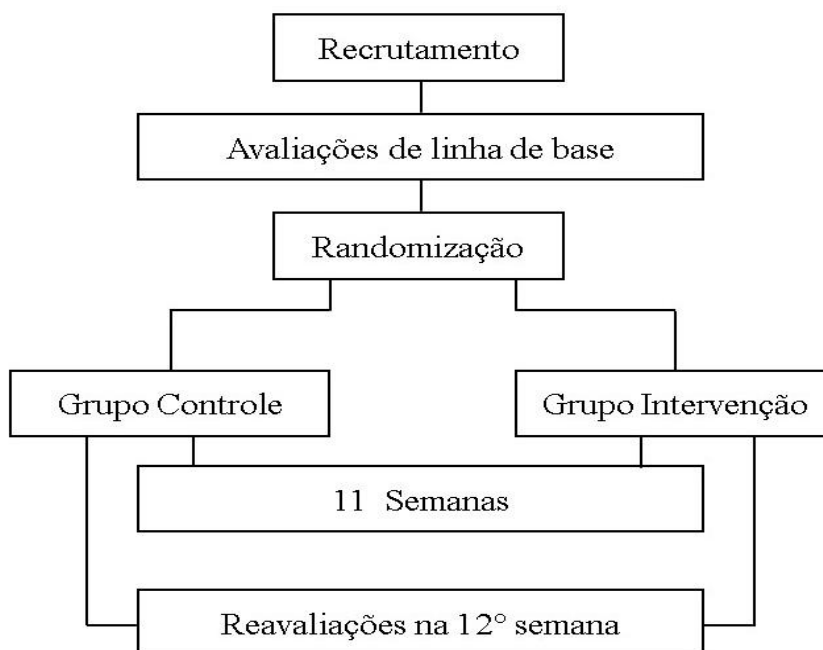 Recrutamento
Avaliações de linha de base
Randomização
Grupo Controle
Grupo Intervenção
11 Semanas
Reavaliações na 12° semana